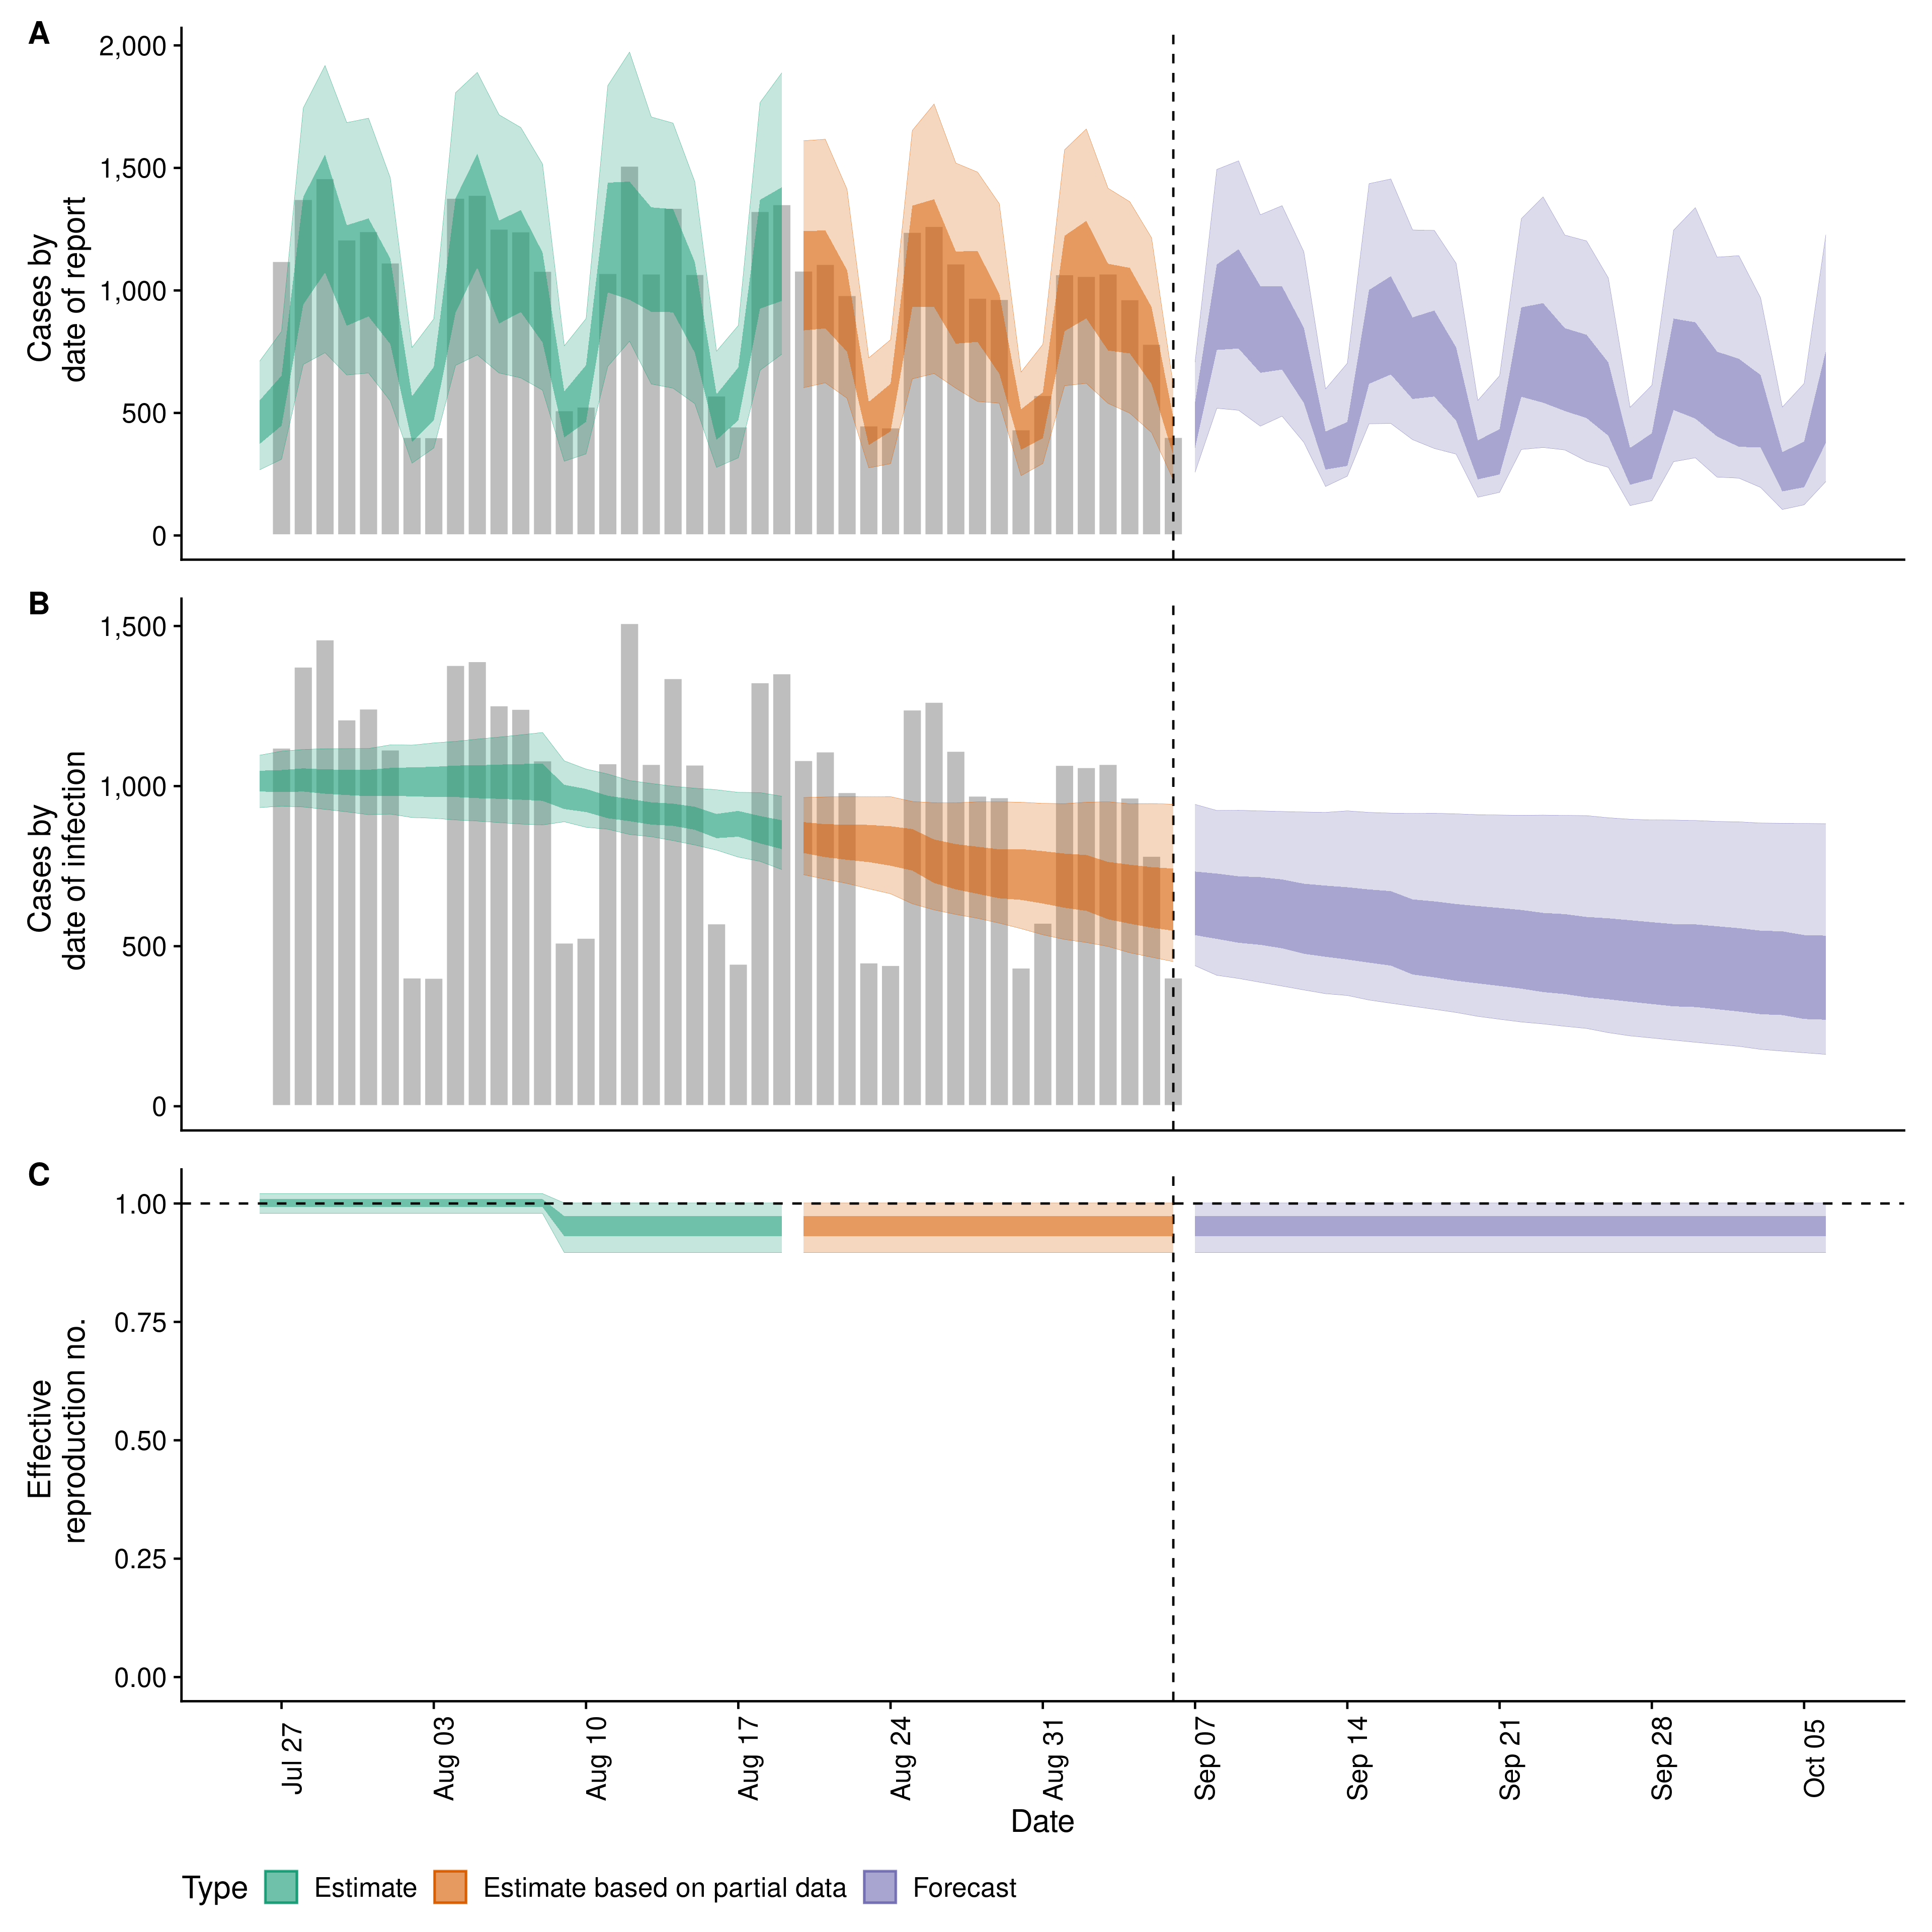 A
2,000
1,500
1,000
500
0
Cases by
date of report
B
1,500
1,000
500
0
Cases by
date of infection
C
1.00
0.75
0.50
0.25
0.00
Effective
reproduction no.
Jul 27
Aug 03
Aug 10
Aug 17
Aug 24
Aug 31
Sep 07
Sep 14
Sep 21
Sep 28
Oct 05
Date
Type Estimate Estimate based on partial data Forecast